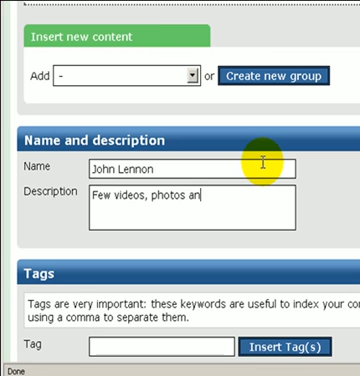 Insert new content
Add - or Create new group
Name and description
Name John Lennon
Description Few videos, photos an
Tags
Tags are very important: these keywords are useful to index your
using a comma to separate them.
Tag Insert Tag(s)
Done